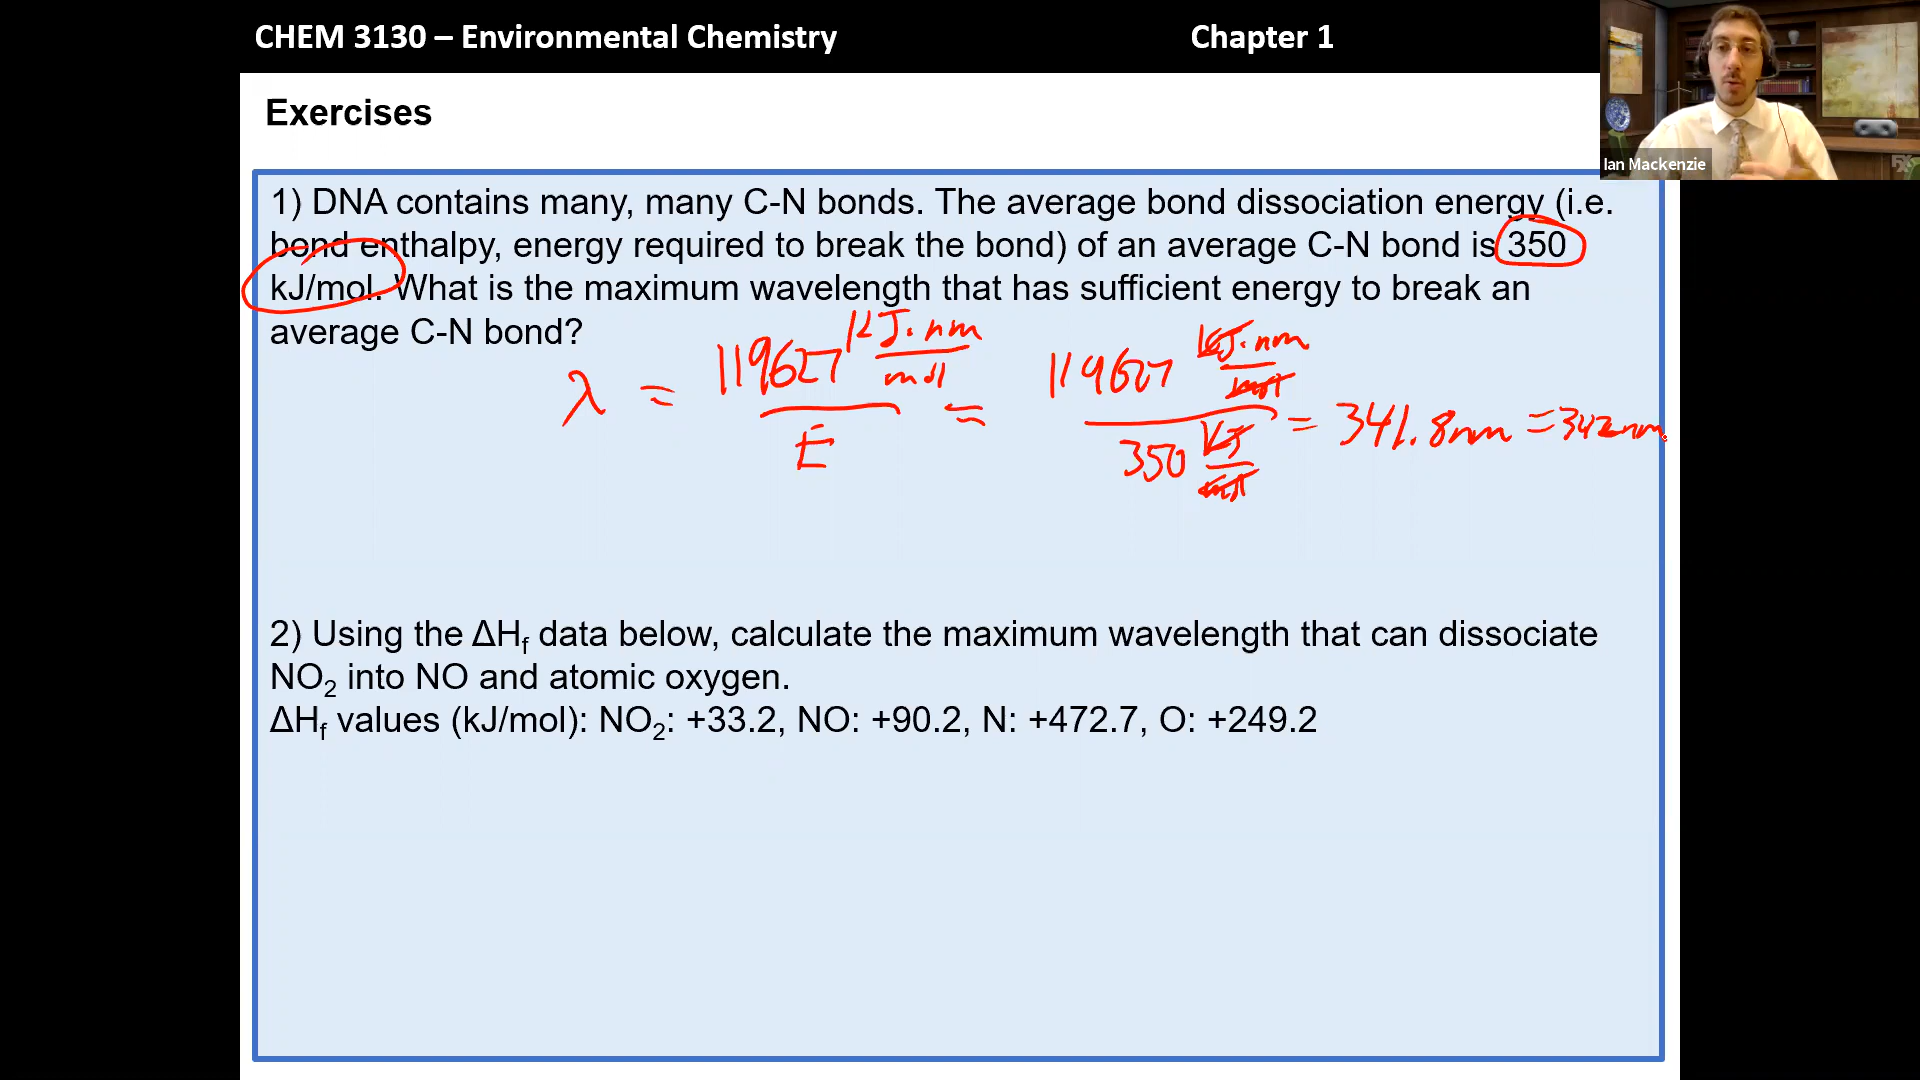 CHEM 3130 – Environmental Chemistry Chapter 1
Ian Mackenzie
Exercises
1) DNA contains many, many C-N bonds. The average bond dissociation energy (i.e.
bond enthalpy, energy required to break the bond) of an average C-N bond is 350
kJ/mol. What is the maximum wavelength that has sufficient energy to break an
average C-N bond?
λ = 119627 kJ·nm/mol / E = 119627 kJ·nm/mol / 350 kJ/mol = 341.8nm = 342nm
2) Using the ΔHf data below, calculate the maximum wavelength that can dissociate
NO2 into NO and atomic oxygen.
ΔHf values (kJ/mol): NO2: +33.2, NO: +90.2, N: +472.7, O: +249.2